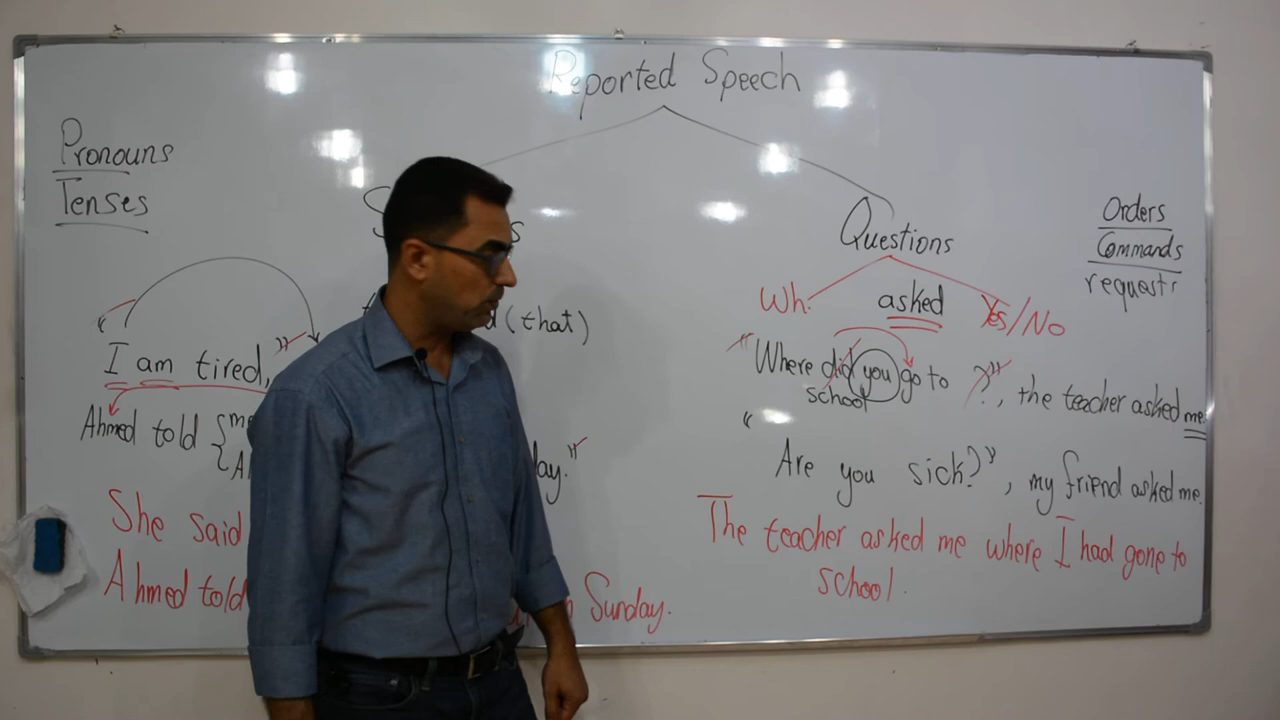 Reported Speech
Pronouns
Tenses
Questions
Orders
Commands
requests
Wh.
asked
Yes/No
(that)
"I am tired,"
"Where did you go to school?", the teacher asked me.
Ahmed told
"Are you sick?", my friend asked me.
She said
The teacher asked me where I had gone to
school.
Ahmed told
Sunday.